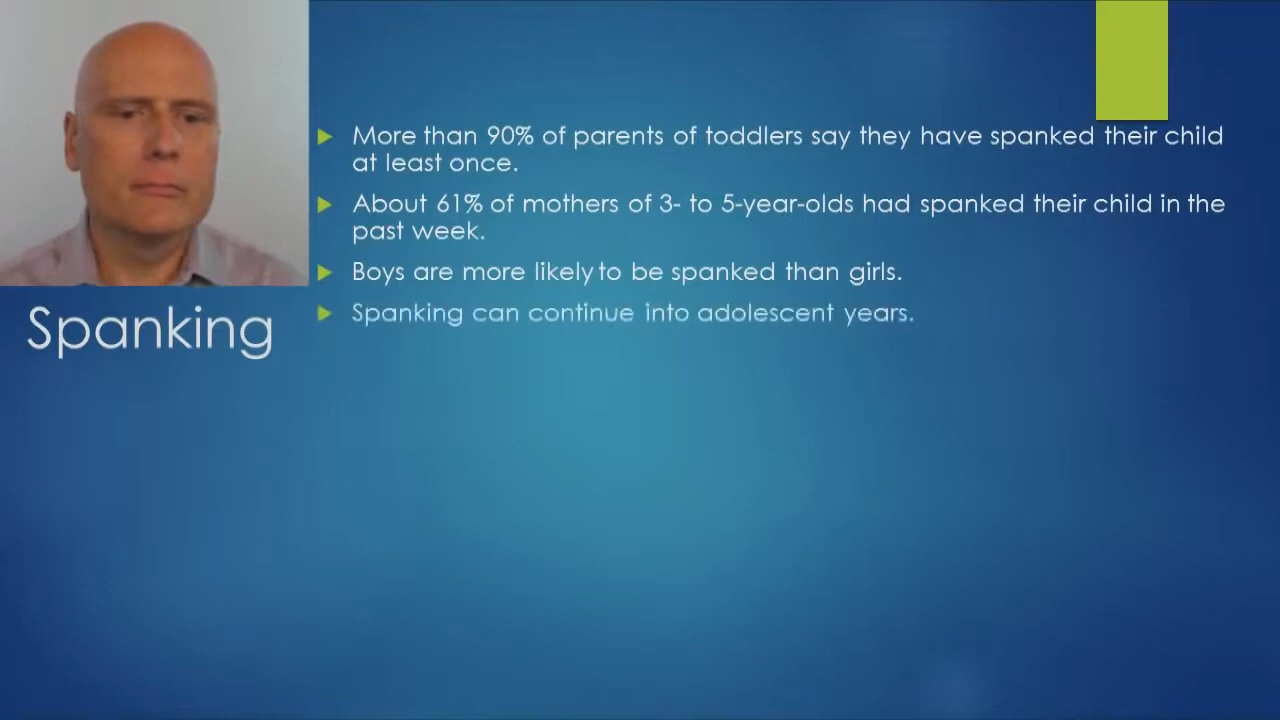 More than 90% of parents of toddlers say they have spanked their child
at least once.
About 61% of mothers of 3- to 5-year-olds had spanked their child in the
past week.
Boys are more likely to be spanked than girls.
Spanking can continue into adolescent years.
Spanking